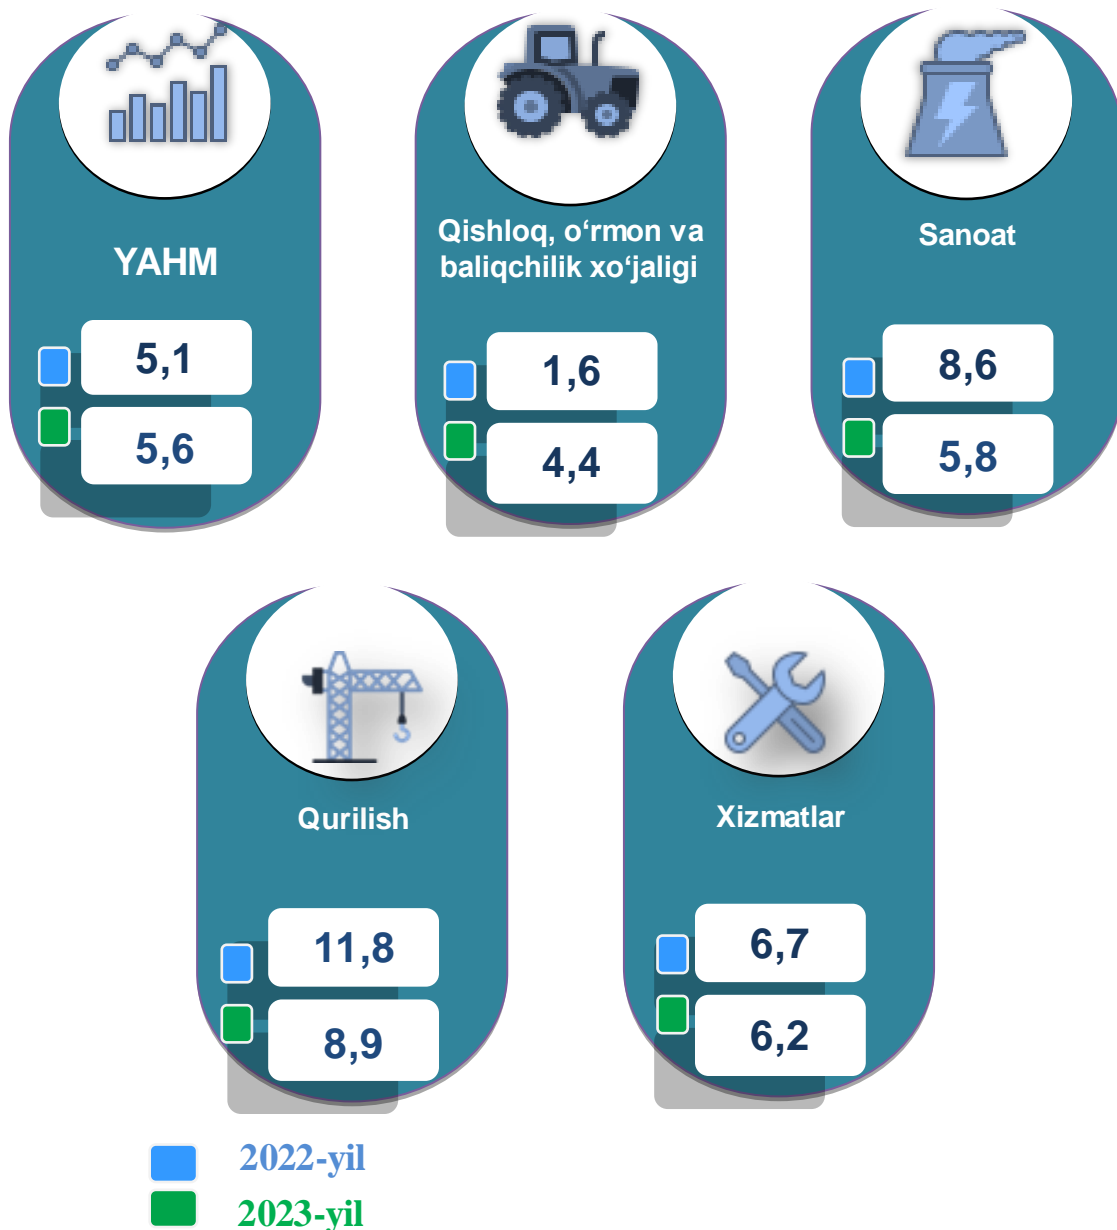 YAHM
5,1
5,6
Qishloq, o‘rmon va
baliqchilik xo‘jaligi
1,6
4,4
Sanoat
8,6
5,8
Qurilish
11,8
8,9
Xizmatlar
6,7
6,2
2022-yil
2023-yil